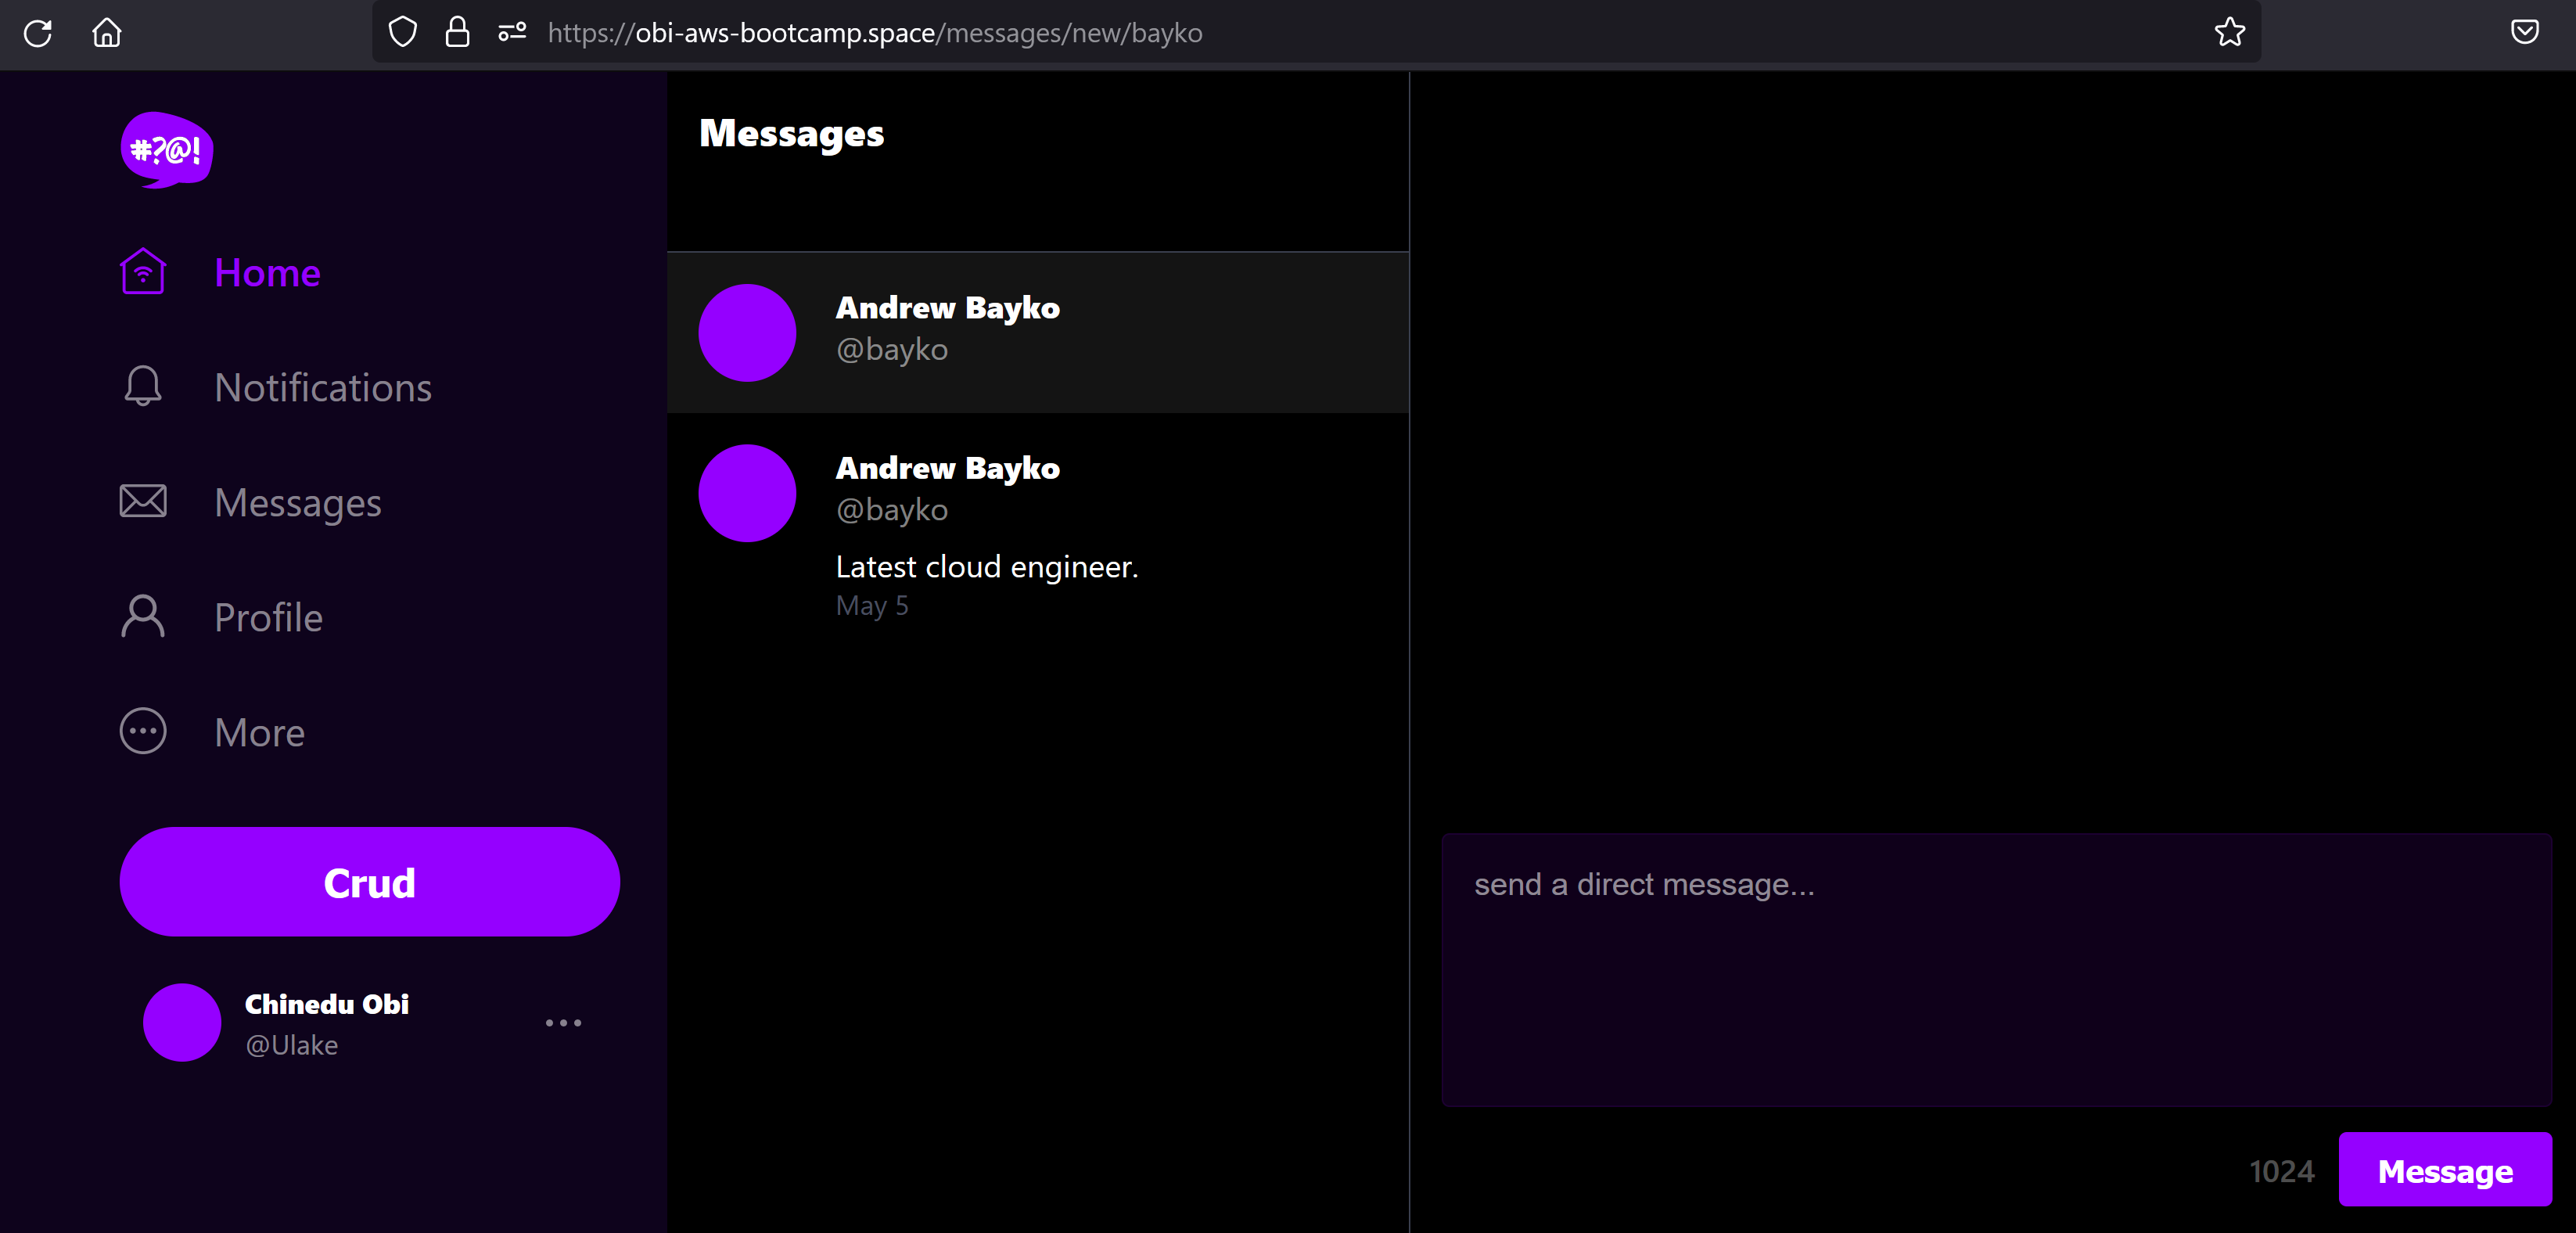 https://obi-aws-bootcamp.space/messages/new/bayko
#?@!
Home
Notifications
Messages
Profile
More
Crud
Chinedu Obi
@Ulake
Messages
Andrew Bayko
@bayko
Andrew Bayko
@bayko
Latest cloud engineer.
May 5
send a direct message...
1024
Message